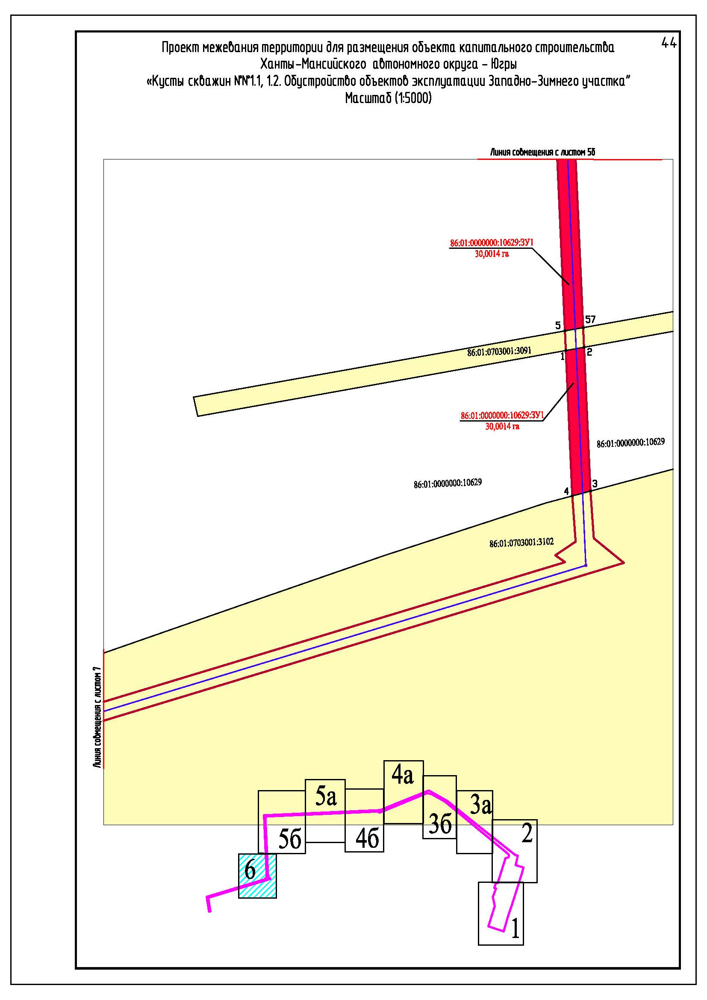 44
Проект межевания территории для размещения объекта капитального строительства
Ханты-Мансийского автономного округа - Югры
«Кусты скважин №№1.1, 1.2. Обустройство объектов эксплуатации Западно-Зимнего участка"
Масштаб (1:5000)
Линия совмещения с листом 5б
86:01:0000000:10629:ЗУ1
30,0014 га
5
57
86:01:0703001:3091
1
2
86:01:0000000:10629:ЗУ1
30,0014 га
86:01:0000000:10629
86:01:0000000:10629
3
4
86:01:0703001:3102
Линия совмещения с листом 7
4а
5а
3а
3б
5б
4б
2
6
1